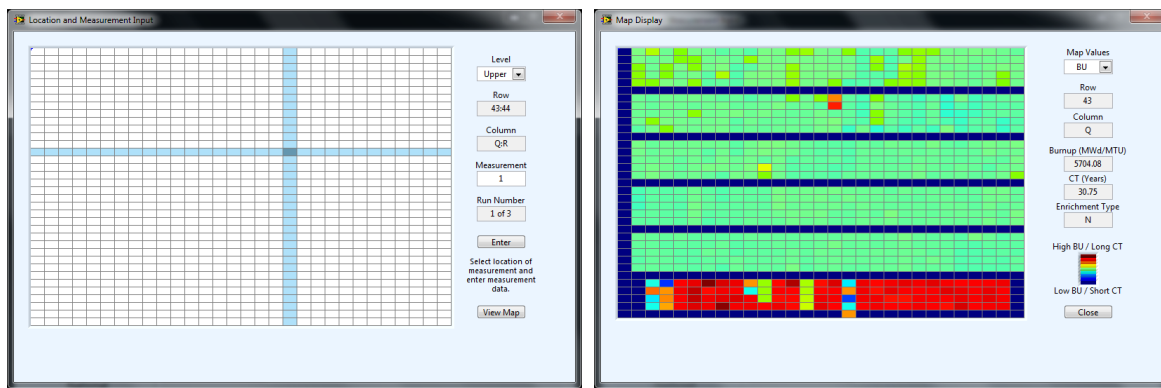 Location and Measurement Input
Level
Upper
Row
43:44
Column
Q:R
Measurement
1
Run Number
1 of 3
Enter
Select location of
measurement and
enter measurement
data.
View Map
Map Display
Map Values
BU
Row
43
Column
Q
Burnup (MWd/MTU)
5704.08
CT (Years)
30.75
Enrichment Type
N
High BU / Long CT
Low BU / Short CT
Close